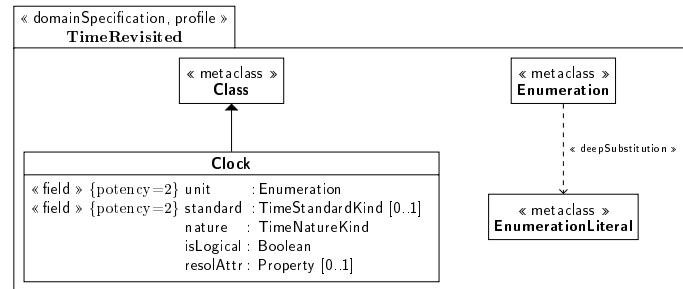 « domainSpecification, profile »
TimeRevisited
« metaclass »
Class
« metaclass »
Enumeration
« deepSubstitution »
Clock
« field » {potency=2} unit : Enumeration
« field » {potency=2} standard : TimeStandardKind [0..1]
nature : TimeNatureKind
isLogical : Boolean
resolAttr : Property [0..1]
« metaclass »
EnumerationLiteral